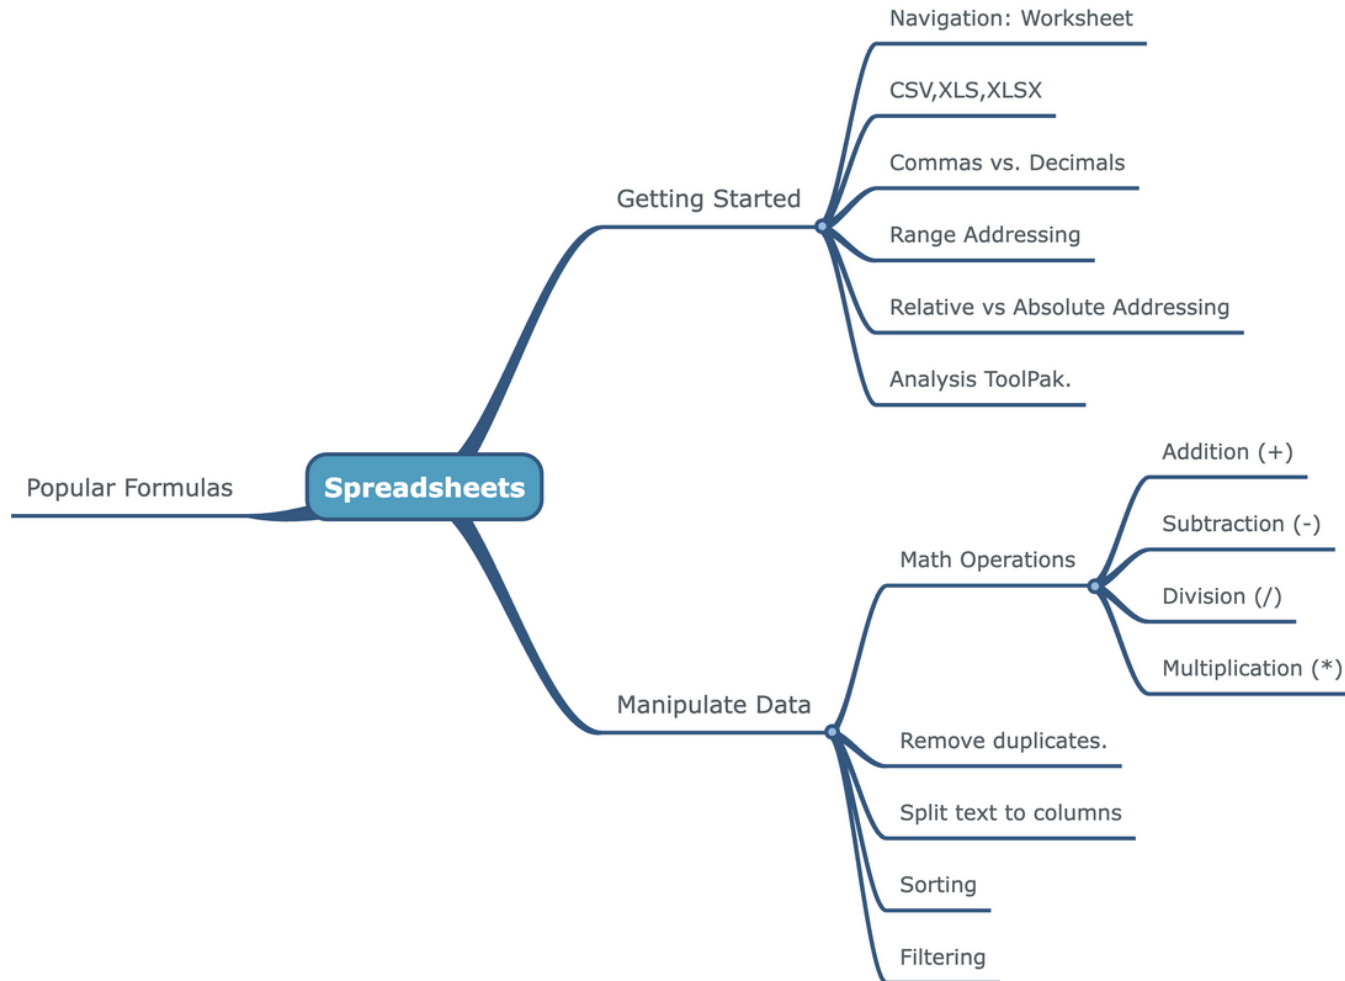 Spreadsheets
Getting Started
Navigation: Worksheet
CSV,XLS,XLSX
Commas vs. Decimals
Range Addressing
Relative vs Absolute Addressing
Analysis ToolPak.
Manipulate Data
Math Operations
Addition (+)
Subtraction (-)
Division (/)
Multiplication (*)
Remove duplicates.
Split text to columns
Sorting
Filtering
Popular Formulas